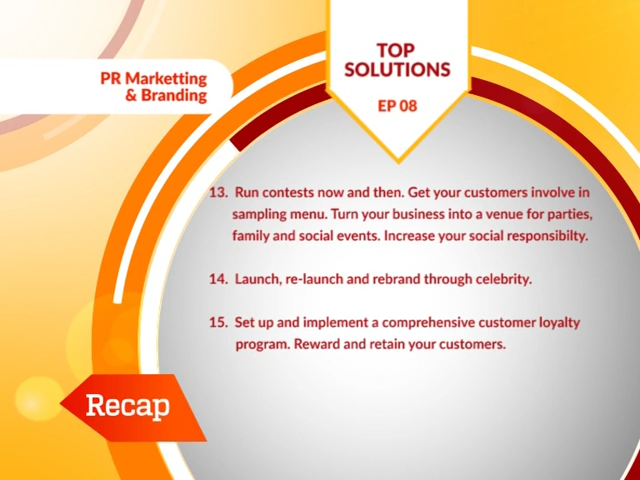 PR Marketting
& Branding
TOP
SOLUTIONS
EP 08
13. Run contests now and then. Get your customers involve in
sampling menu. Turn your business into a venue for parties,
family and social events. Increase your social responsibilty.
14. Launch, re-launch and rebrand through celebrity.
15. Set up and implement a comprehensive customer loyalty
program. Reward and retain your customers.
Recap